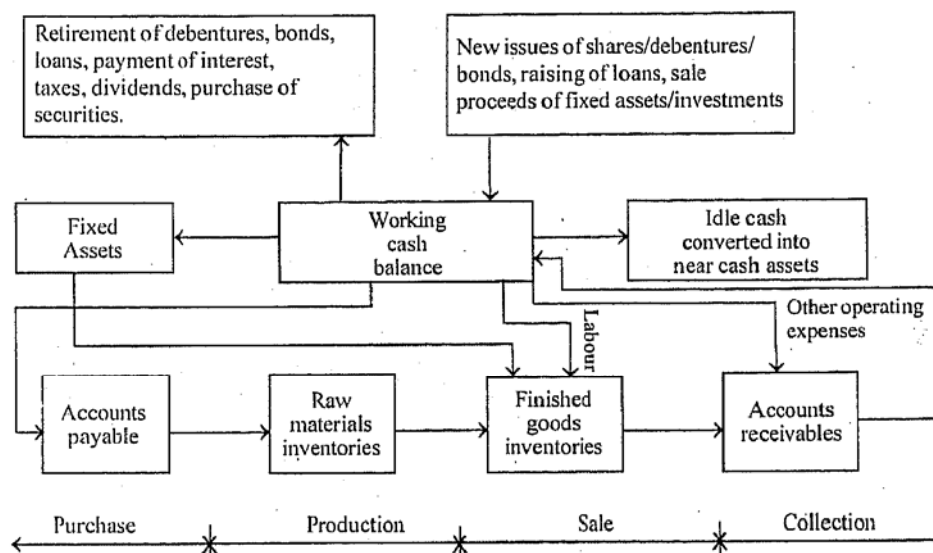 Retirement of debentures, bonds,
loans, payment of interest,
taxes, dividends, purchase of
securities.
New issues of shares/debentures/
bonds, raising of loans, sale
proceeds of fixed assets/investments
Fixed
Assets
Working
cash
balance
Idle cash
converted into
near cash assets
Labour
Other operating
expenses
Accounts
payable
Raw
materials
inventories
Finished
goods
inventories
Accounts
receivables
Purchase
Production
Sale
Collection